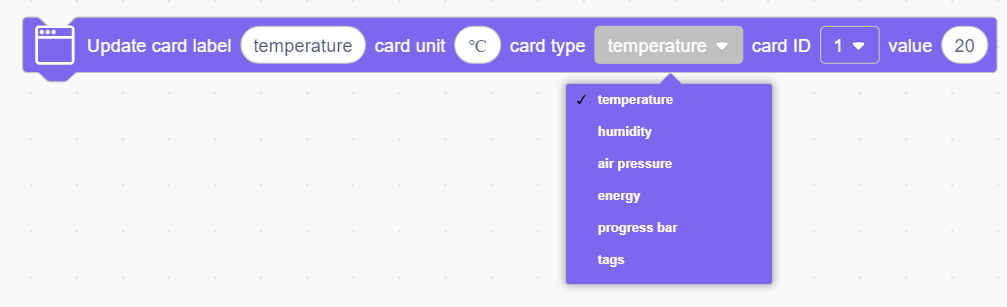 Update card label temperature card unit °C card type temperature card ID 1 value 20
temperature
humidity
air pressure
energy
progress bar
tags